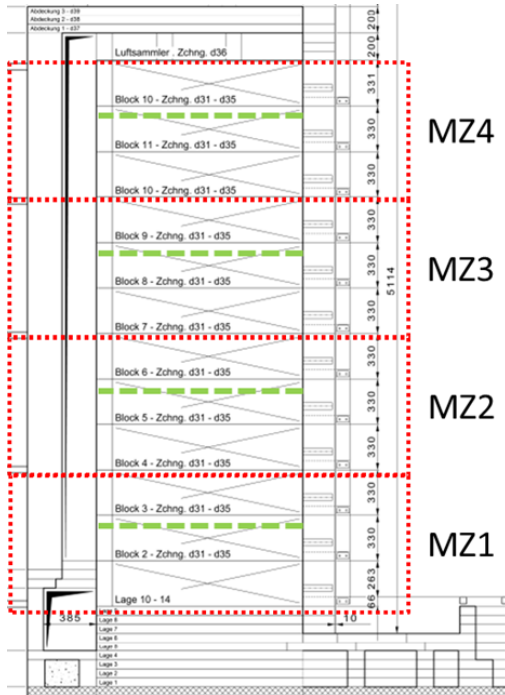 Abdeckung 3 - d39
Abdeckung 2 - d38
Abdeckung 1 - d37
200
Luftsammler . Zchng. d36
200
331
Block 10 - Zchng. d31 - d35
MZ4
330
Block 11 - Zchng. d31 - d35
330
Block 10 - Zchng. d31 - d35
330
Block 9 - Zchng. d31 - d35
MZ3
330
Block 8 - Zchng. d31 - d35
5114
330
Block 7 - Zchng. d31 - d35
330
Block 6 - Zchng. d31 - d35
MZ2
330
Block 5 - Zchng. d31 - d35
330
Block 4 - Zchng. d31 - d35
330
Block 3 - Zchng. d31 - d35
MZ1
330
Block 2 - Zchng. d31 - d35
263
Lage 10 - 14
66
385
10
Lage 8
Lage 7
Lage 6
Lage 5
Lage 4
Lage 3
Lage 2
Lage 1